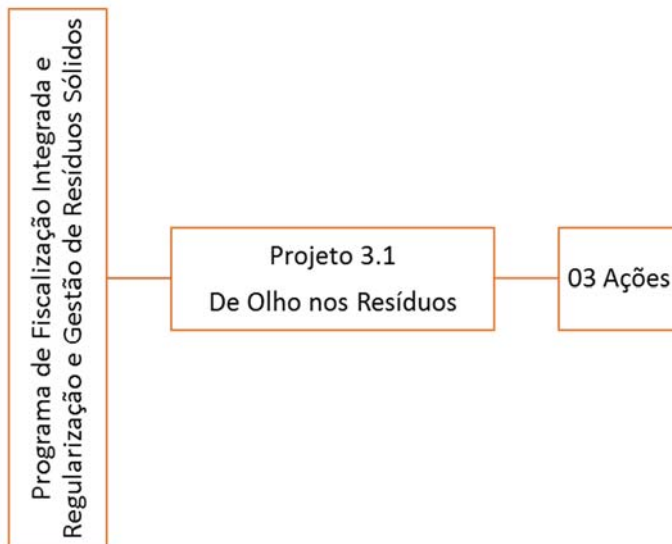 Programa de Fiscalização Integrada e
Regularização e Gestão de Resíduos Sólidos
Projeto 3.1
De Olho nos Resíduos
03 Ações